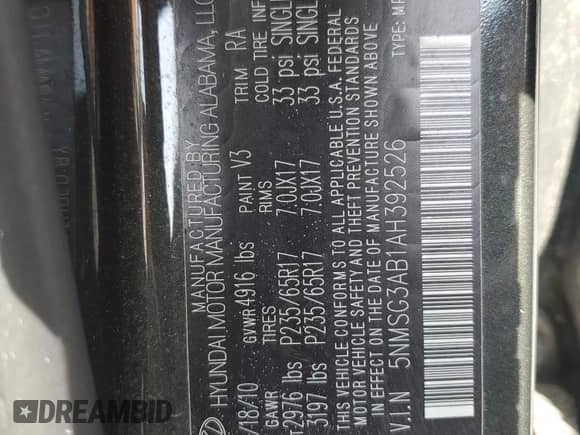 MANUFACTURED BY
HYUNDAI MOTOR MANUFACTURING ALABAMA, LLC
/18/10 GVWR 4916 lbs PAINT V3 TRIM RA
GAWR TIRES RIMS COLD TIRE INF
2976 lbs P235/65R17 7.0JX17 33 psi SINGL
3197 lbs P235/65R17 7.0JX17 33 psi SINGL
THIS VEHICLE CONFORMS TO ALL APPLICABLE U.S.A. FEDERAL
MOTOR VEHICLE SAFETY AND THEFT PREVENTION STANDARDS
IN EFFECT ON THE DATE OF MANUFACTURE SHOWN ABOVE.
V.I.N 5NMSG3AB1AH392526 TYPE:MP
DREAMBID